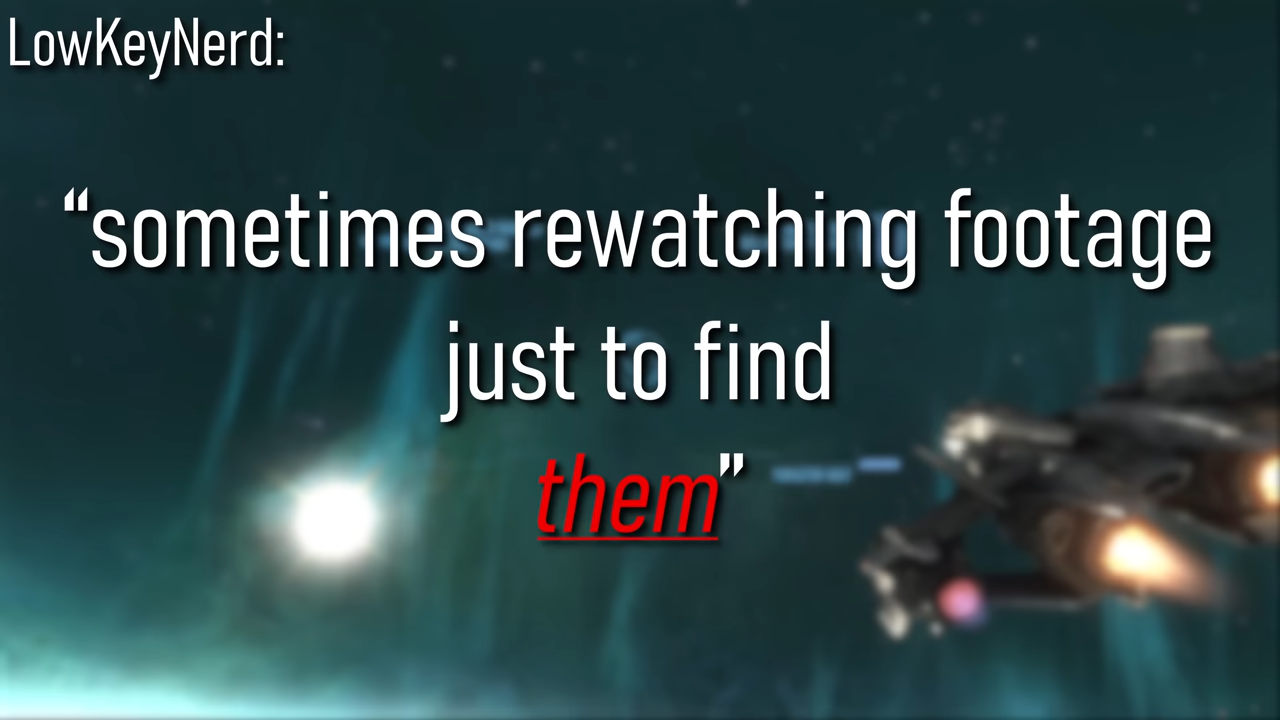 LowKeyNerd:
“sometimes rewatching footage
just to find
them”